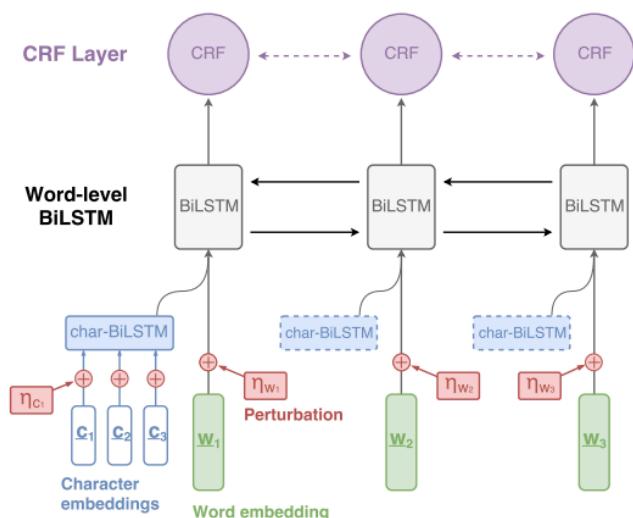 CRF Layer
CRF
CRF
CRF
Word-level
BiLSTM
BiLSTM
BiLSTM
BiLSTM
char-BiLSTM
char-BiLSTM
char-BiLSTM
ηc₁
ηw₁
ηw₂
ηw₃
Perturbation
c₁
c₂
c₃
w₁
w₂
w₃
Character
embeddings
Word embedding